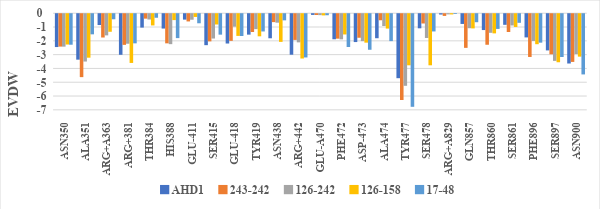 0
-1
-2
-3
-4
-5
-6
-7
EVDW
ASN350
ALA351
ARG+A363
ARG+381
THR384
HIS388
GLU-411
SER415
GLU-418
TYR419
ASN438
ARG+442
GLU-A470
PHE472
ASP-473
ALA474
TYR477
SER478
ARG+A829
GLN857
THR860
SER861
PHE896
SER897
ASN900
AHD1
243-242
126-242
126-158
17-48